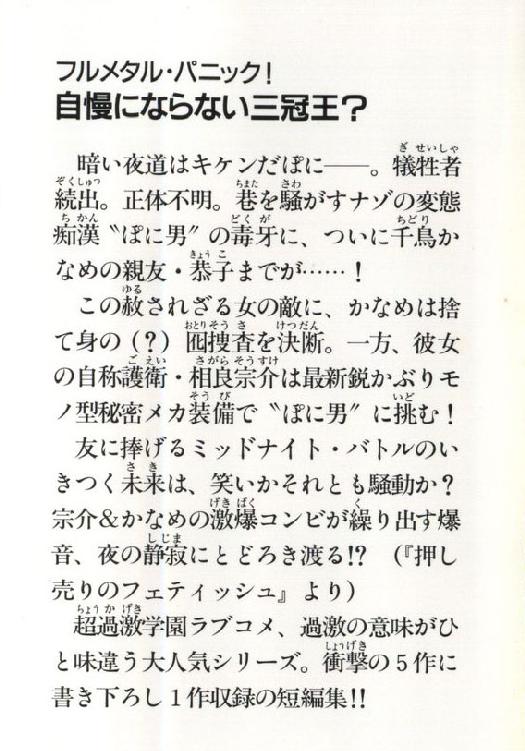 フルメタル・パニック!
自慢にならない三冠王?
暗い夜道はキケンだぽに――。犠牲者
続出。正体不明。巷を騒がすナゾの変態
痴漢〝ぽに男〟の毒牙に、ついに千鳥か
なめの親友・恭子までが……!
この赦されざる女の敵に、かなめは捨
て身の(?)囮捜査を決断。一方、彼女
の自称護衛・相良宗介は最新鋭かぶりモ
ノ型秘密メカ装備で〝ぽに男〟に挑む!
友に捧げるミッドナイト・バトルのい
きつく未来は、笑いかそれとも騒動か?
宗介&かなめの激爆コンビが繰り出す爆
音、夜の静寂にとどろき渡る!? (『押し
売りのフェティッシュ』より)
超過激学園ラブコメ、過激の意味がひ
と味違う大人気シリーズ。衝撃の5作に
書き下ろし1作収録の短編集!!